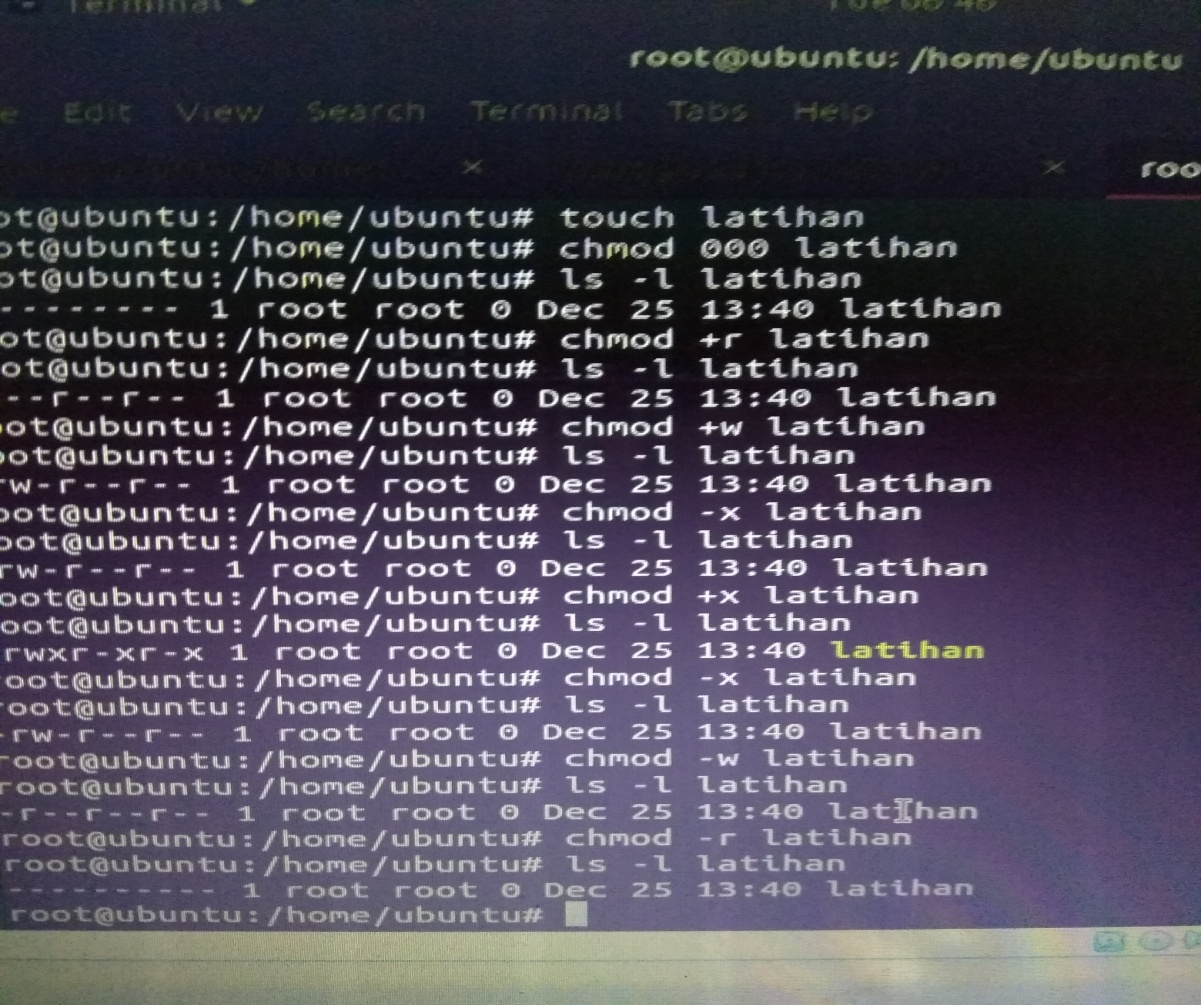 Terminal
root@ubuntu: /home/ubuntu
e Edit View Search Terminal Tabs Help
× × roo
ot@ubuntu:/home/ubuntu# touch latihan
ot@ubuntu:/home/ubuntu# chmod 000 latihan
ot@ubuntu:/home/ubuntu# ls -l latihan
-------- 1 root root 0 Dec 25 13:40 latihan
ot@ubuntu:/home/ubuntu# chmod +r latihan
ot@ubuntu:/home/ubuntu# ls -l latihan
--r--r-- 1 root root 0 Dec 25 13:40 latihan
oot@ubuntu:/home/ubuntu# chmod +w latihan
oot@ubuntu:/home/ubuntu# ls -l latihan
rw-r--r-- 1 root root 0 Dec 25 13:40 latihan
oot@ubuntu:/home/ubuntu# chmod -x latihan
oot@ubuntu:/home/ubuntu# ls -l latihan
rw-r--r-- 1 root root 0 Dec 25 13:40 latihan
oot@ubuntu:/home/ubuntu# chmod +x latihan
oot@ubuntu:/home/ubuntu# ls -l latihan
rwxr-xr-x 1 root root 0 Dec 25 13:40 latihan
root@ubuntu:/home/ubuntu# chmod -x latihan
root@ubuntu:/home/ubuntu# ls -l latihan
-rw-r--r-- 1 root root 0 Dec 25 13:40 latihan
root@ubuntu:/home/ubuntu# chmod -w latihan
root@ubuntu:/home/ubuntu# ls -l latihan
-r--r--r-- 1 root root 0 Dec 25 13:40 latihan
root@ubuntu:/home/ubuntu# chmod -r latihan
root@ubuntu:/home/ubuntu# ls -l latihan
---------- 1 root root 0 Dec 25 13:40 latihan
root@ubuntu:/home/ubuntu#